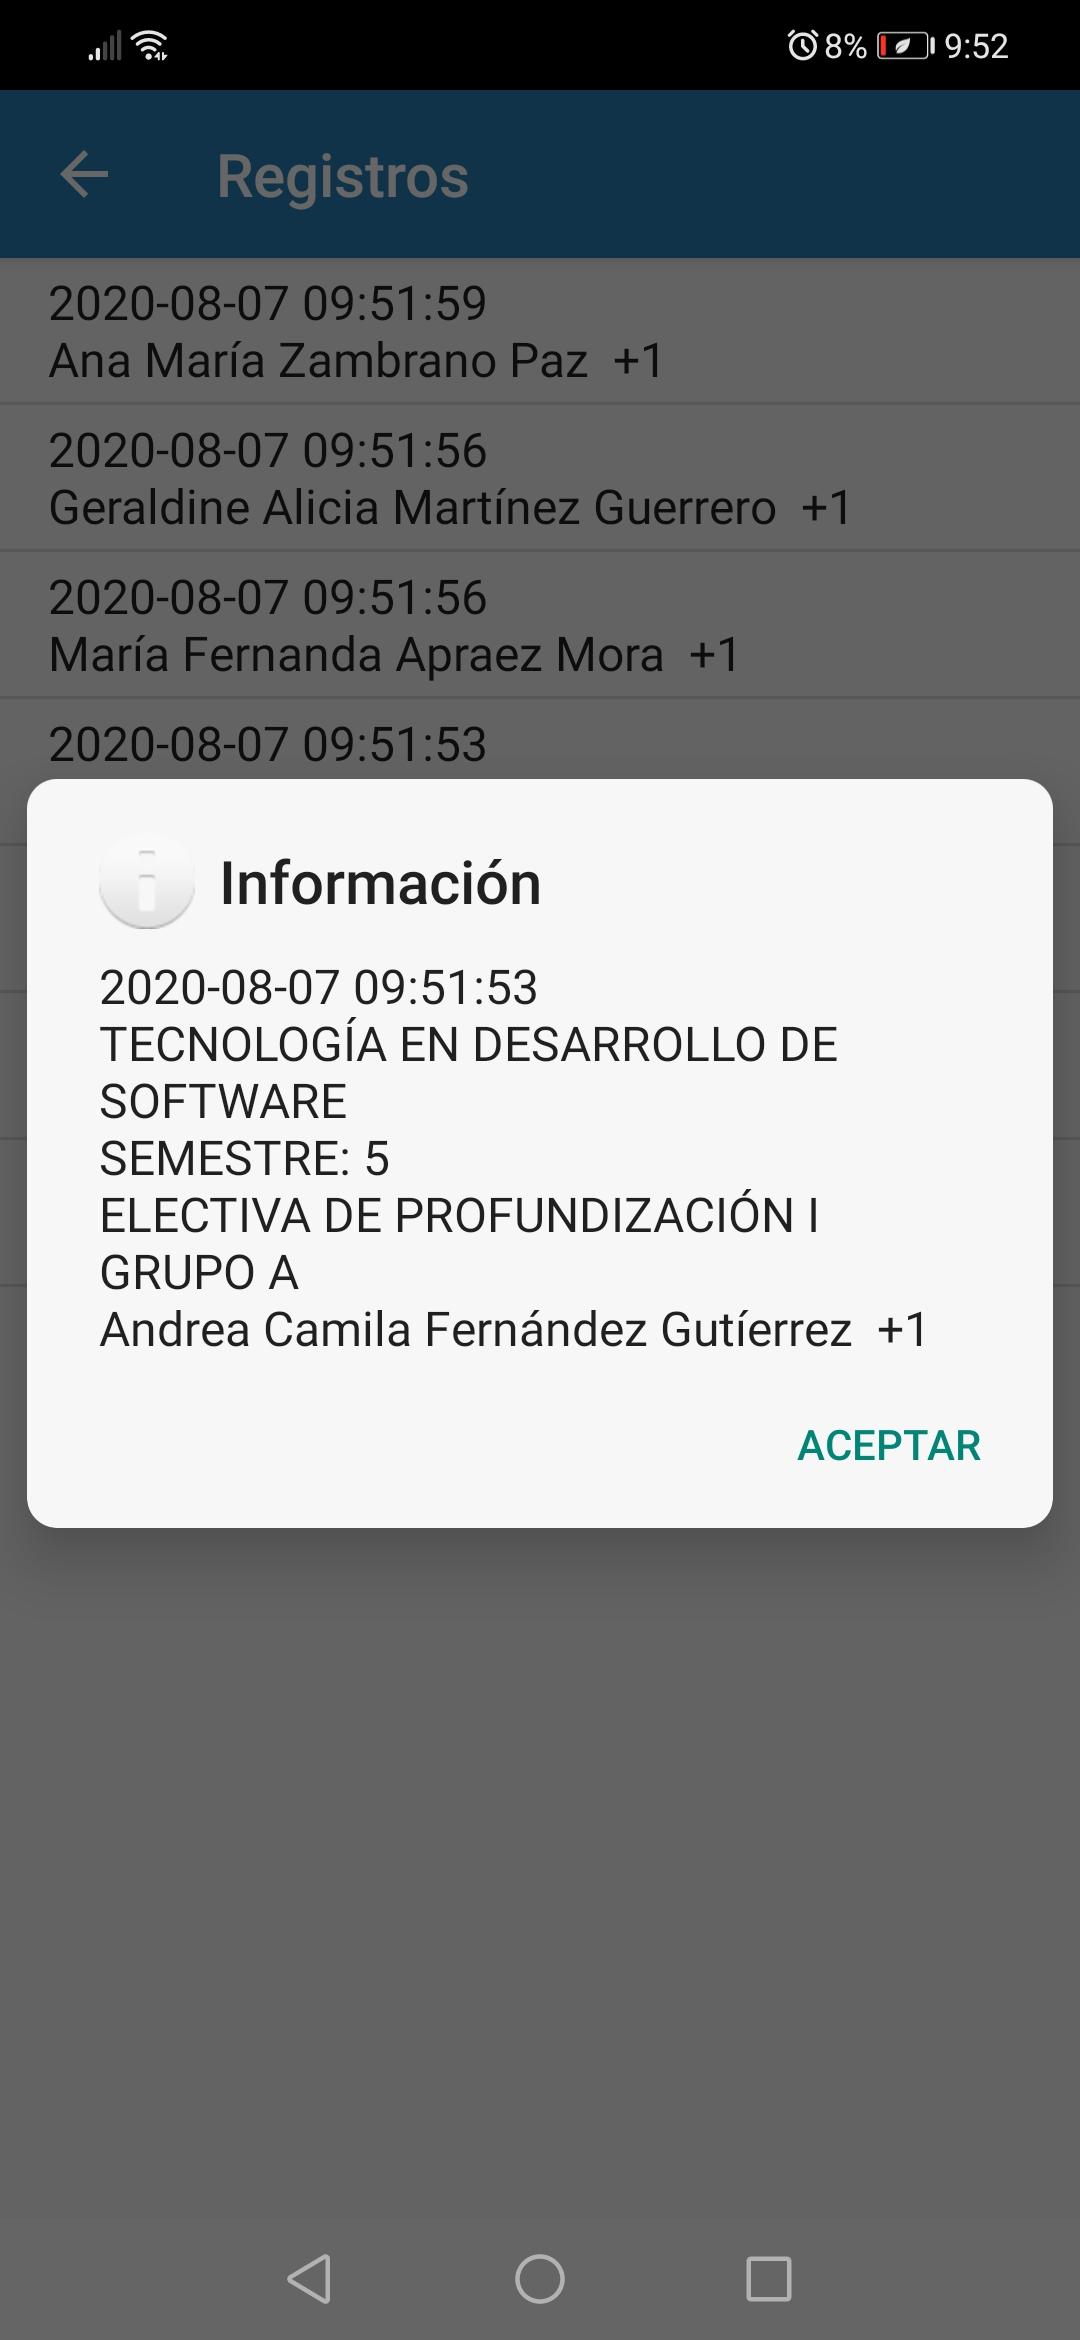 8% 9:52
Registros
2020-08-07 09:51:59
Ana María Zambrano Paz +1
2020-08-07 09:51:56
Geraldine Alicia Martínez Guerrero +1
2020-08-07 09:51:56
María Fernanda Apraez Mora +1
2020-08-07 09:51:53
Información
2020-08-07 09:51:53
TECNOLOGÍA EN DESARROLLO DE
SOFTWARE
SEMESTRE: 5
ELECTIVA DE PROFUNDIZACIÓN I
GRUPO A
Andrea Camila Fernández Gutíerrez +1
ACEPTAR